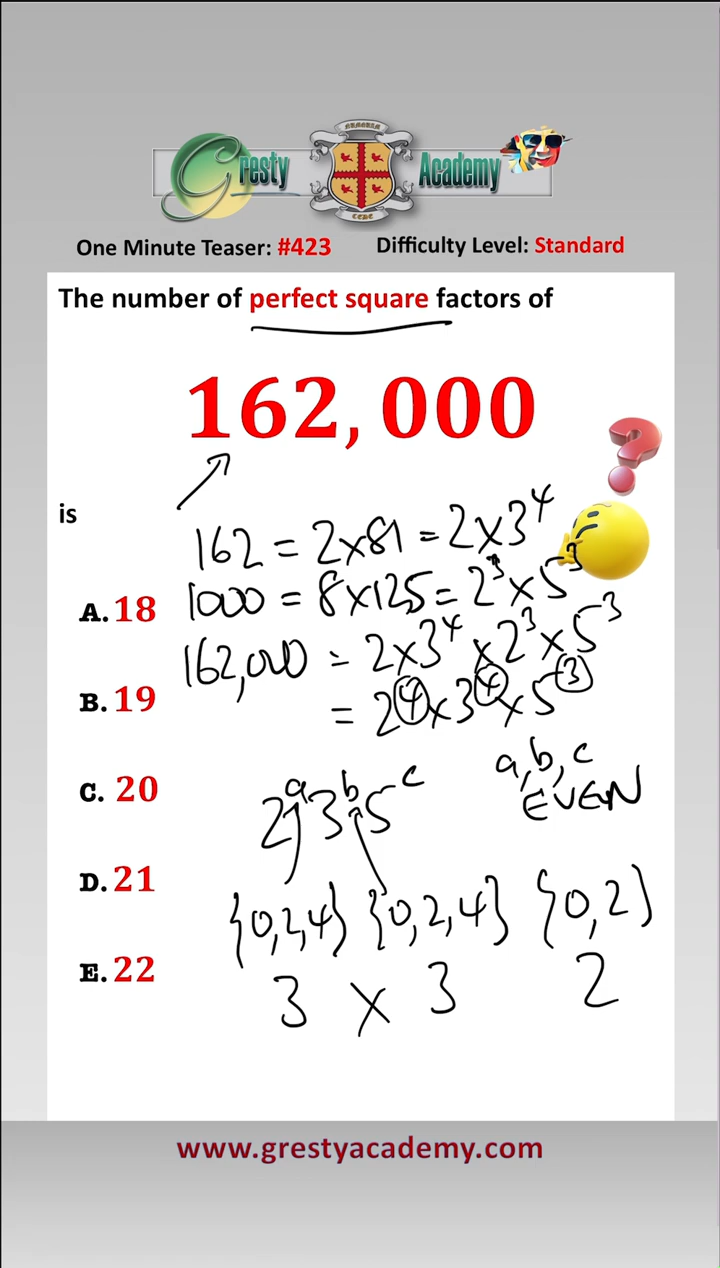 NUMQUAM
Gresty Academy
CEDE
One Minute Teaser: #423 Difficulty Level: Standard
The number of perfect square factors of
162,000
is
162 = 2×81 = 2×3⁴
A. 18 1000 = 8×125 = 2³×5³
162,000 = 2×3⁴×2³×5³
B. 19 = 2⁴×3⁴×5³
C. 20 2ᵃ3ᵇ5ᶜ a,b,c
EVEN
D. 21
{0,2,4} {0,2,4} {0,2}
E. 22 3 × 3 2
www.grestyacademy.com